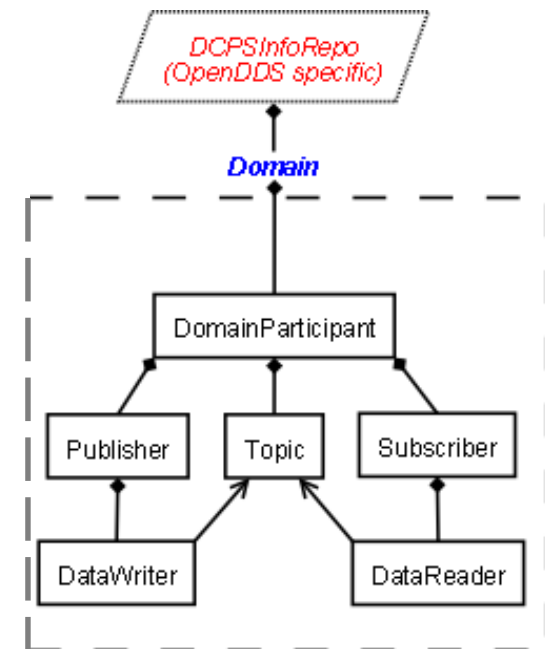 DCPSInfoRepo
(OpenDDS specific)
Domain
DomainParticipant
Publisher
Topic
Subscriber
DataWriter
DataReader